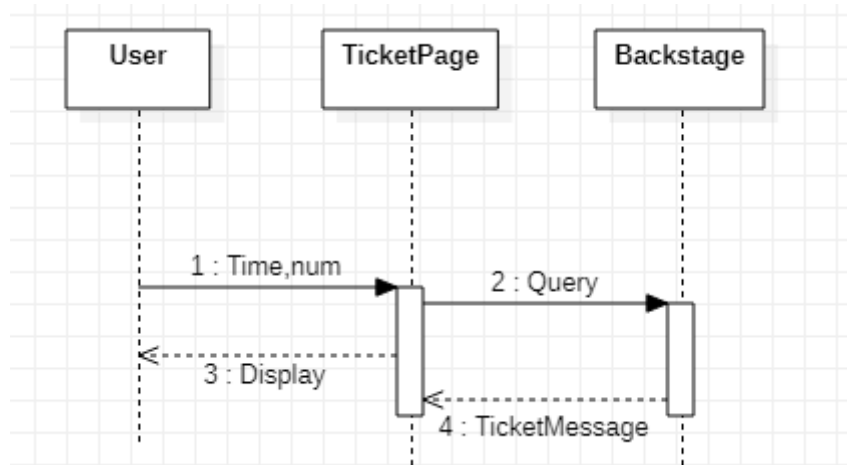 User
TicketPage
Backstage
1 : Time,num
2 : Query
3 : Display
4 : TicketMessage